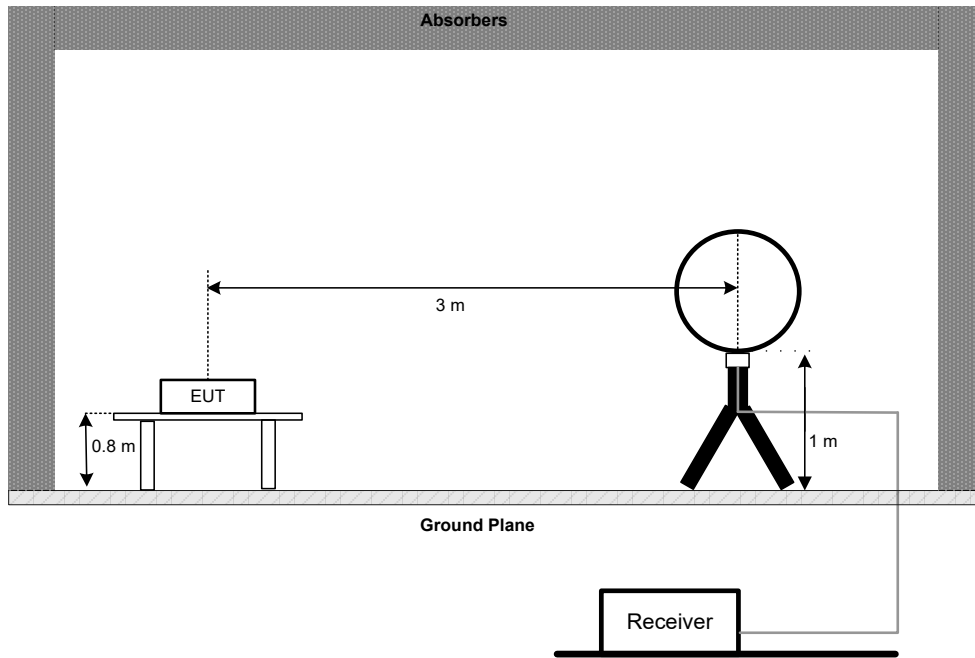 Absorbers
3 m
EUT
0.8 m
1 m
Ground Plane
Receiver